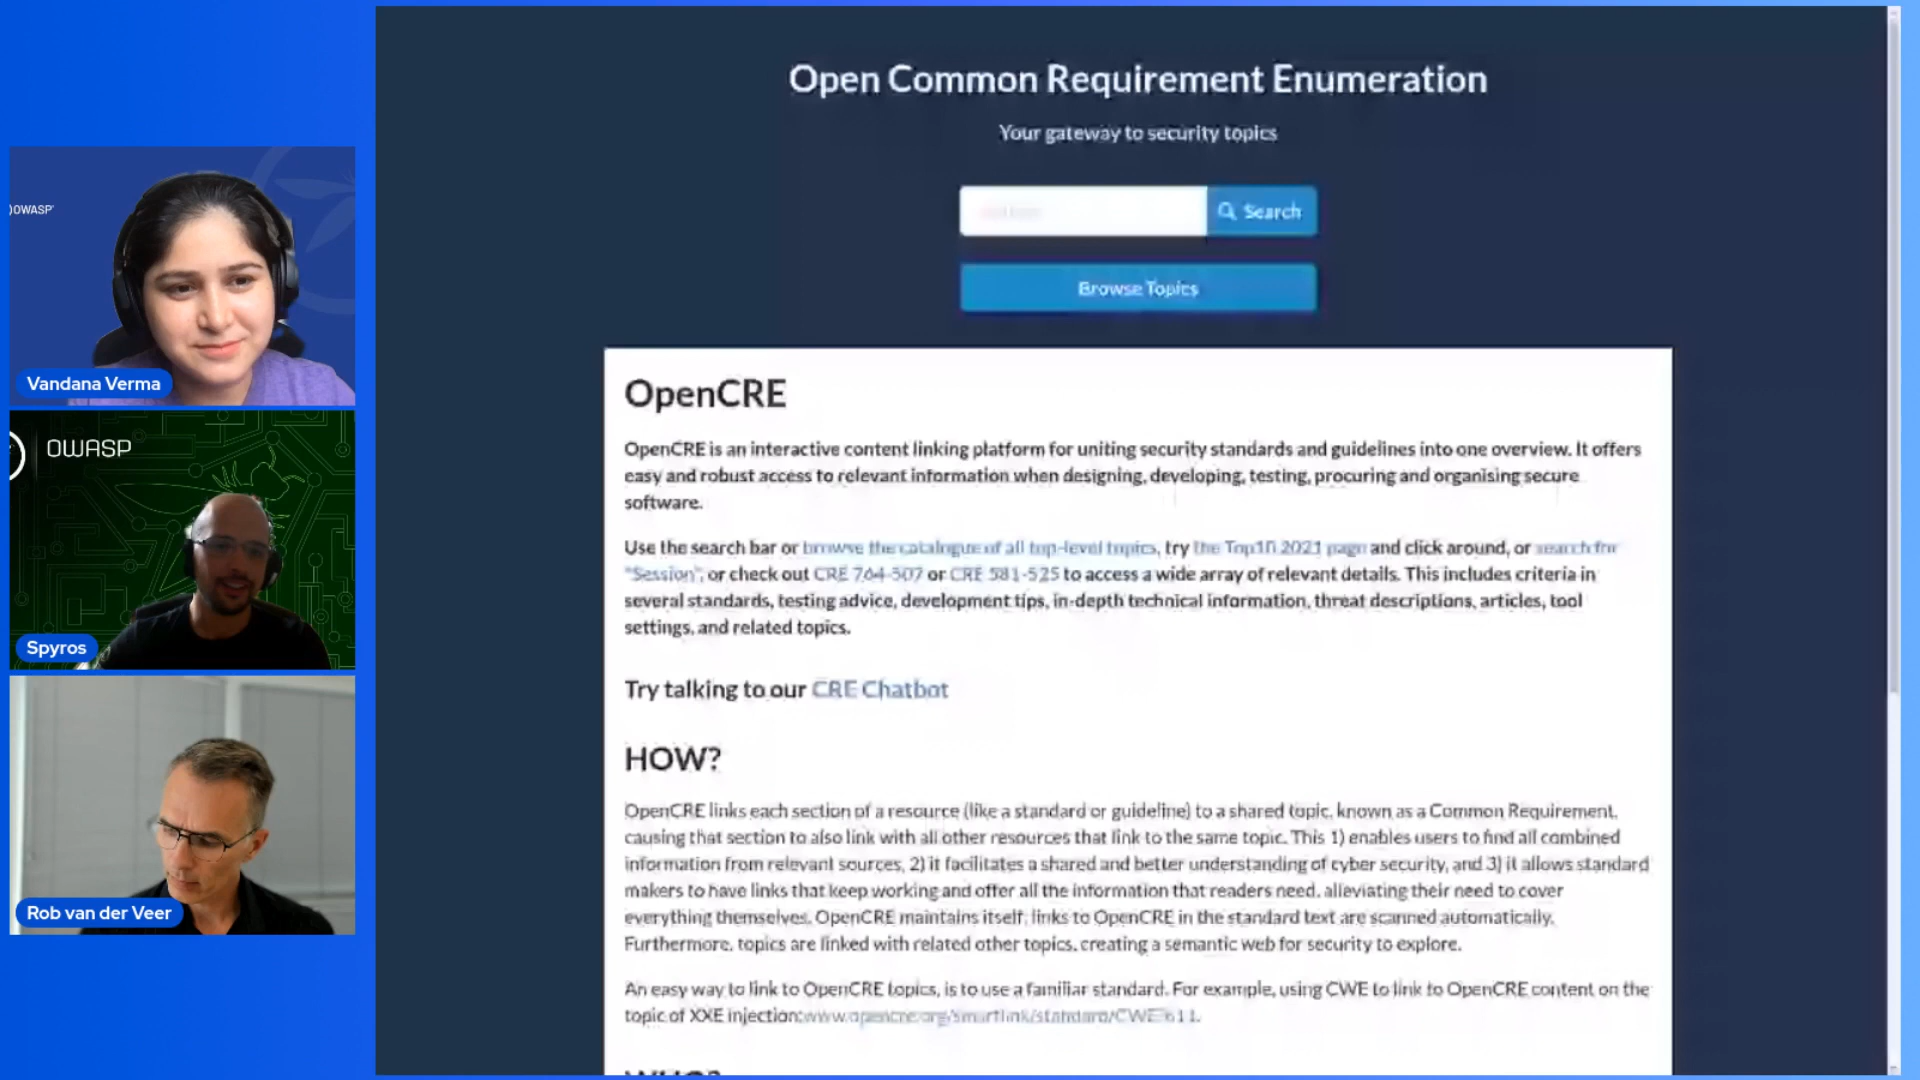 Open Common Requirement Enumeration
Your gateway to security topics
Search
Browse Topics
OWASP
Vandana Verma
OWASP
Spyros
Rob van der Veer
OpenCRE
OpenCRE is an interactive content linking platform for uniting security standards and guidelines into one overview. It offers
easy and robust access to relevant information when designing, developing, testing, procuring and organising secure
software.
Use the search bar or browse the catalogue of all top-level topics, try the Top10 2021 page and click around, or search for
"Session", or check out CRE 764-507 or CRE 581-525 to access a wide array of relevant details. This includes criteria in
several standards, testing advice, development tips, in-depth technical information, threat descriptions, articles, tool
settings, and related topics.
Try talking to our CRE Chatbot
HOW?
OpenCRE links each section of a resource (like a standard or guideline) to a shared topic, known as a Common Requirement,
causing that section to also link with all other resources that link to the same topic. This 1) enables users to find all combined
information from relevant sources, 2) it facilitates a shared and better understanding of cyber security, and 3) it allows standard
makers to have links that keep working and offer all the information that readers need, alleviating their need to cover
everything themselves. OpenCRE maintains itself: links to OpenCRE in the standard text are scanned automatically.
Furthermore, topics are linked with related other topics, creating a semantic web for security to explore.
An easy way to link to OpenCRE topics, is to use a familiar standard. For example, using CWE to link to OpenCRE content on the
topic of XXE injection: www.opencre.org/smartlink/standard/CWE/611.